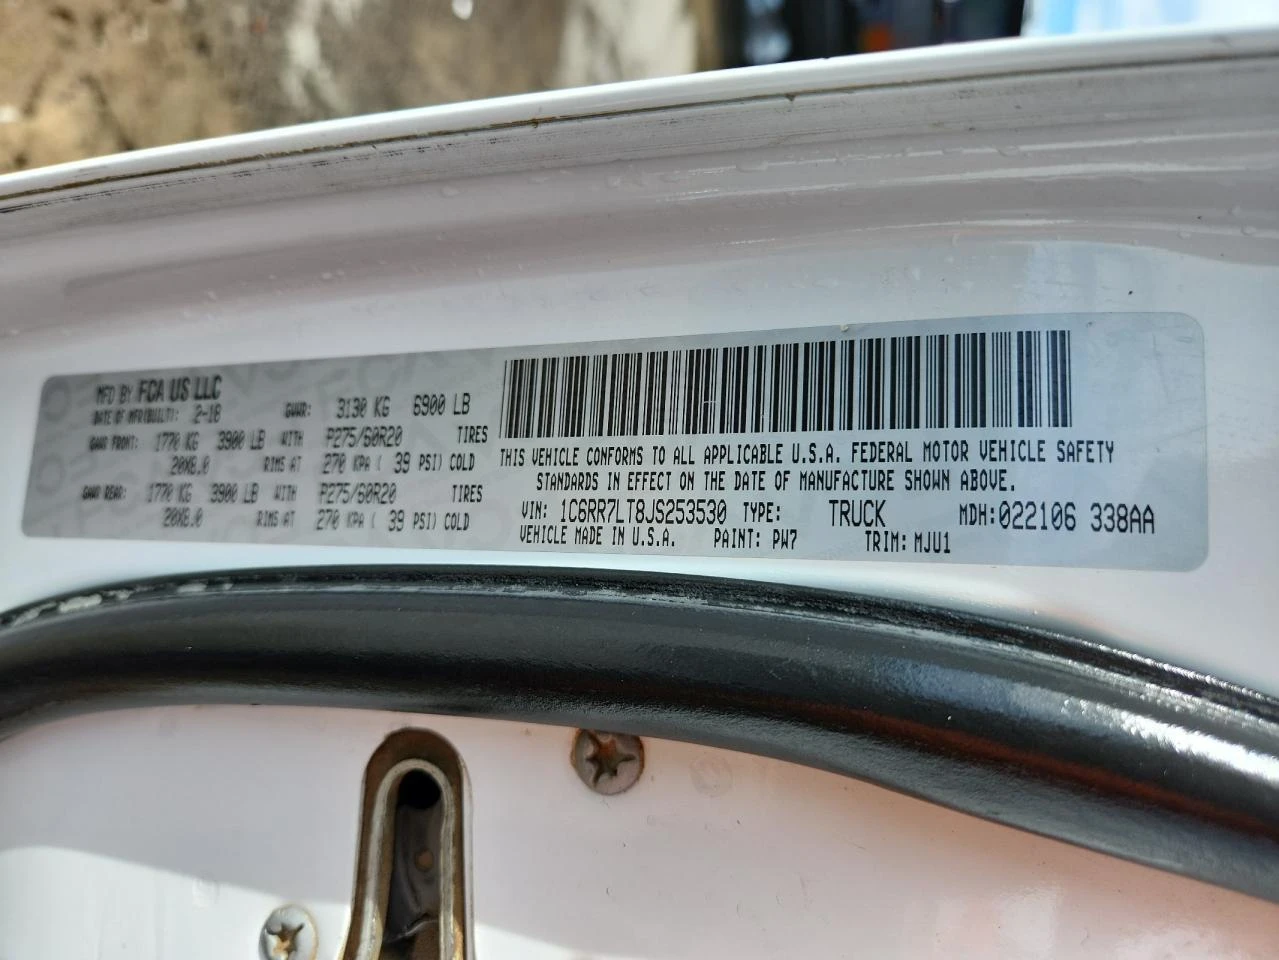 MFD BY FCA US LLC
DATE OF MFR(BUILT): 2-18 GVWR: 3130 KG 6900 LB
GAWR FRONT: 1770 KG 3900 LB WITH P275/60R20 TIRES
20X8.0 RIMS AT 270 KPA ( 39 PSI) COLD
GAWR REAR: 1770 KG 3900 LB WITH P275/60R20 TIRES
20X8.0 RIMS AT 270 KPA ( 39 PSI) COLD
THIS VEHICLE CONFORMS TO ALL APPLICABLE U.S.A. FEDERAL MOTOR VEHICLE SAFETY
STANDARDS IN EFFECT ON THE DATE OF MANUFACTURE SHOWN ABOVE.
VIN: 1C6RR7LT8JS253530 TYPE: TRUCK MDH:022106 338AA
VEHICLE MADE IN U.S.A. PAINT: PW7 TRIM: MJU1